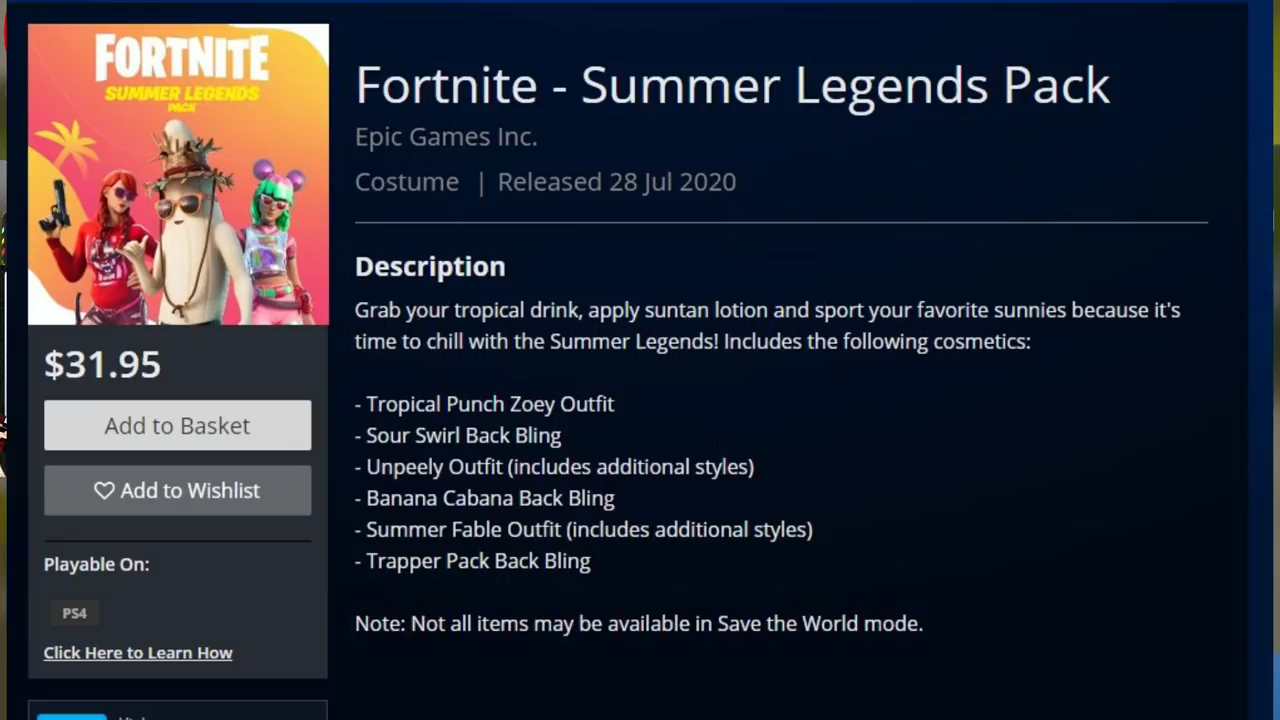 FORTNITE
SUMMER LEGENDS
PACK
$31.95
Add to Basket
Add to Wishlist
Playable On:
PS4
Click Here to Learn How
Fortnite - Summer Legends Pack
Epic Games Inc.
Costume | Released 28 Jul 2020
Description
Grab your tropical drink, apply suntan lotion and sport your favorite sunnies because it's
time to chill with the Summer Legends! Includes the following cosmetics:
- Tropical Punch Zoey Outfit
- Sour Swirl Back Bling
- Unpeely Outfit (includes additional styles)
- Banana Cabana Back Bling
- Summer Fable Outfit (includes additional styles)
- Trapper Pack Back Bling
Note: Not all items may be available in Save the World mode.